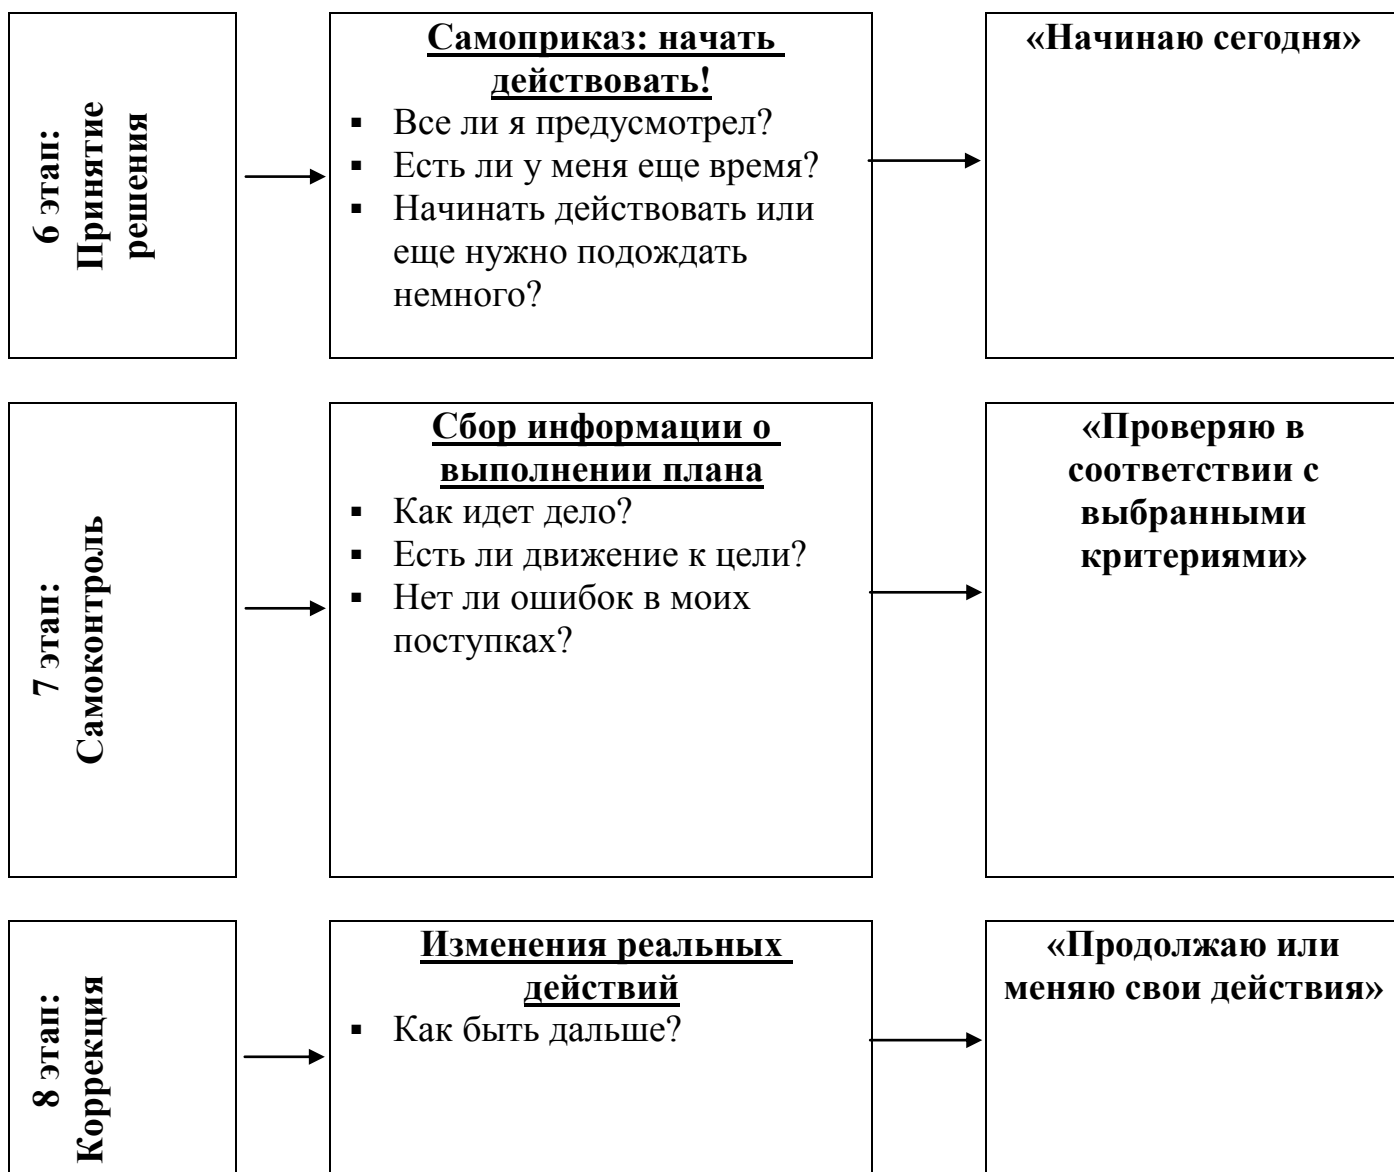 6 этап:
Принятие
решения
Самоприказ: начать
действовать!
▪ Все ли я предусмотрел?
▪ Есть ли у меня еще время?
▪ Начинать действовать или
еще нужно подождать
немного?
«Начинаю сегодня»
7 этап:
Самоконтроль
Сбор информации о
выполнении плана
▪ Как идет дело?
▪ Есть ли движение к цели?
▪ Нет ли ошибок в моих
поступках?
«Проверяю в
соответствии с
выбранными
критериями»
8 этап:
Коррекция
Изменения реальных
действий
▪ Как быть дальше?
«Продолжаю или
меняю свои действия»